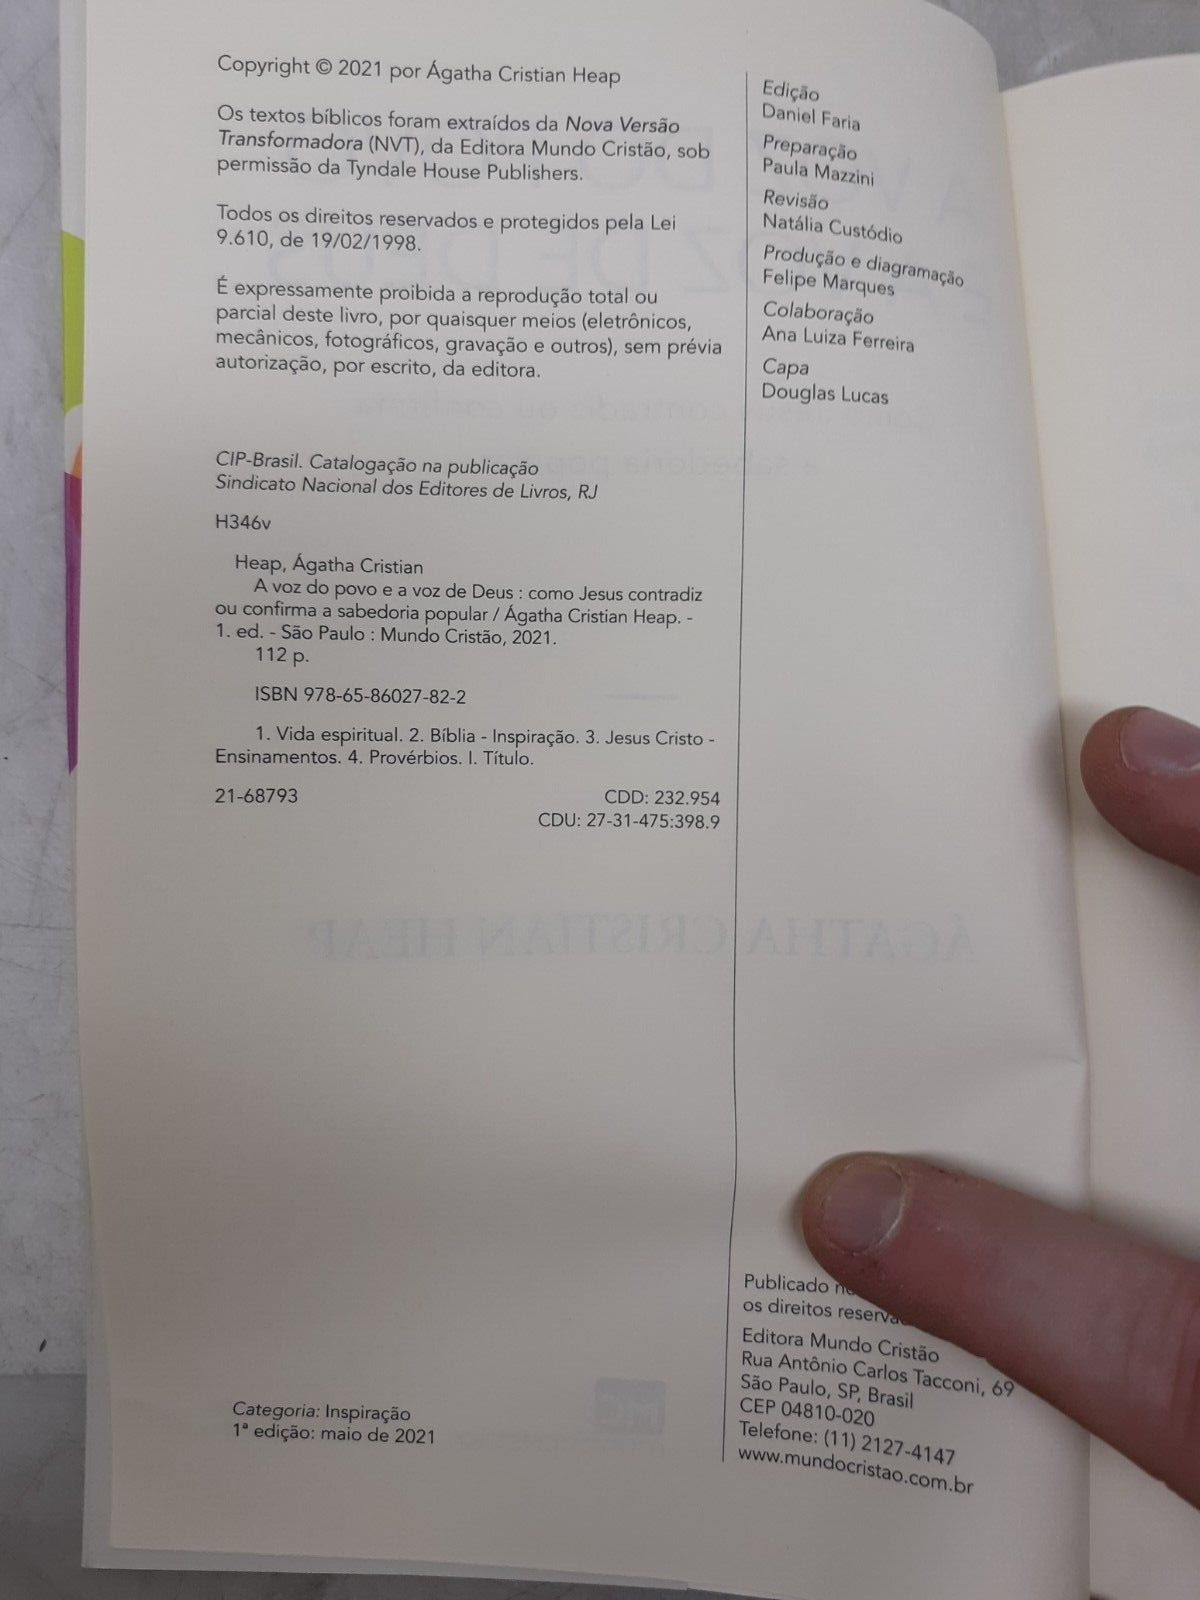 Copyright © 2021 por Ágatha Cristian Heap
Os textos bíblicos foram extraídos da Nova Versão
Transformadora (NVT), da Editora Mundo Cristão, sob
permissão da Tyndale House Publishers.
Todos os direitos reservados e protegidos pela Lei
9.610, de 19/02/1998.
É expressamente proibida a reprodução total ou
parcial deste livro, por quaisquer meios (eletrônicos,
mecânicos, fotográficos, gravação e outros), sem prévia
autorização, por escrito, da editora.
CIP-Brasil. Catalogação na publicação
Sindicato Nacional dos Editores de Livros, RJ
H346v
Heap, Ágatha Cristian
A voz do povo e a voz de Deus : como Jesus contradiz
ou confirma a sabedoria popular / Ágatha Cristian Heap. -
1. ed. - São Paulo : Mundo Cristão, 2021.
112 p.
ISBN 978-65-86027-82-2
1. Vida espiritual. 2. Bíblia - Inspiração. 3. Jesus Cristo -
Ensinamentos. 4. Provérbios. I. Título.
21-68793
CDD: 232.954
CDU: 27-31-475:398.9
Categoria: Inspiração
1ª edição: maio de 2021
Edição
Daniel Faria
Preparação
Paula Mazzini
Revisão
Natália Custódio
Produção e diagramação
Felipe Marques
Colaboração
Ana Luiza Ferreira
Capa
Douglas Lucas
Publicado
os direitos
Editora Mundo Cristão
Rua Antônio Carlos Tacconi, 69
São Paulo, SP, Brasil
CEP 04810-020
Telefone: (11) 2127-4147
www.mundocristao.com.br